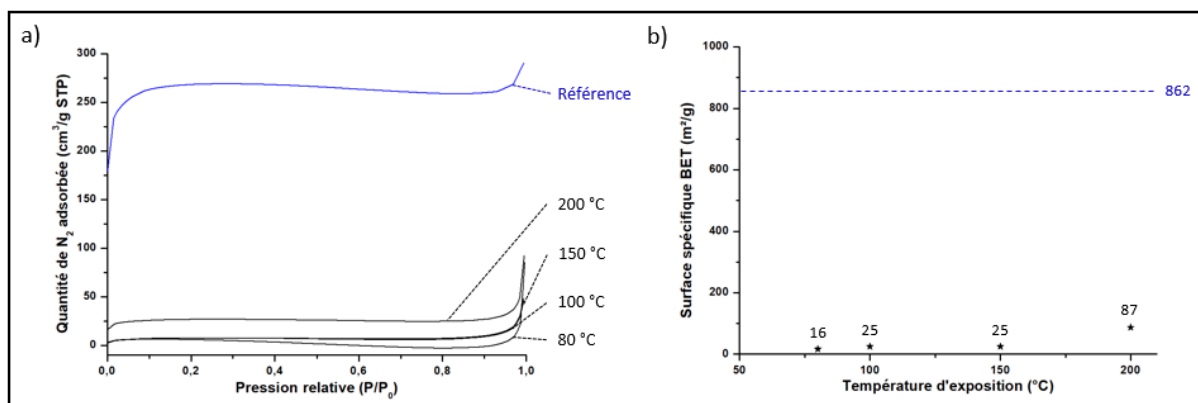 a)
300
250
200
150
100
50
0
Quantité de N₂ adsorbée (cm³/g STP)
0,0
0,2
0,4
0,6
0,8
1,0
Pression relative (P/P₀)
Référence
200 °C
150 °C
100 °C
80 °C
b)
1000
800
600
400
200
0
Surface spécifique BET (m²/g)
50
100
150
200
Température d'exposition (°C)
862
16
25
25
87